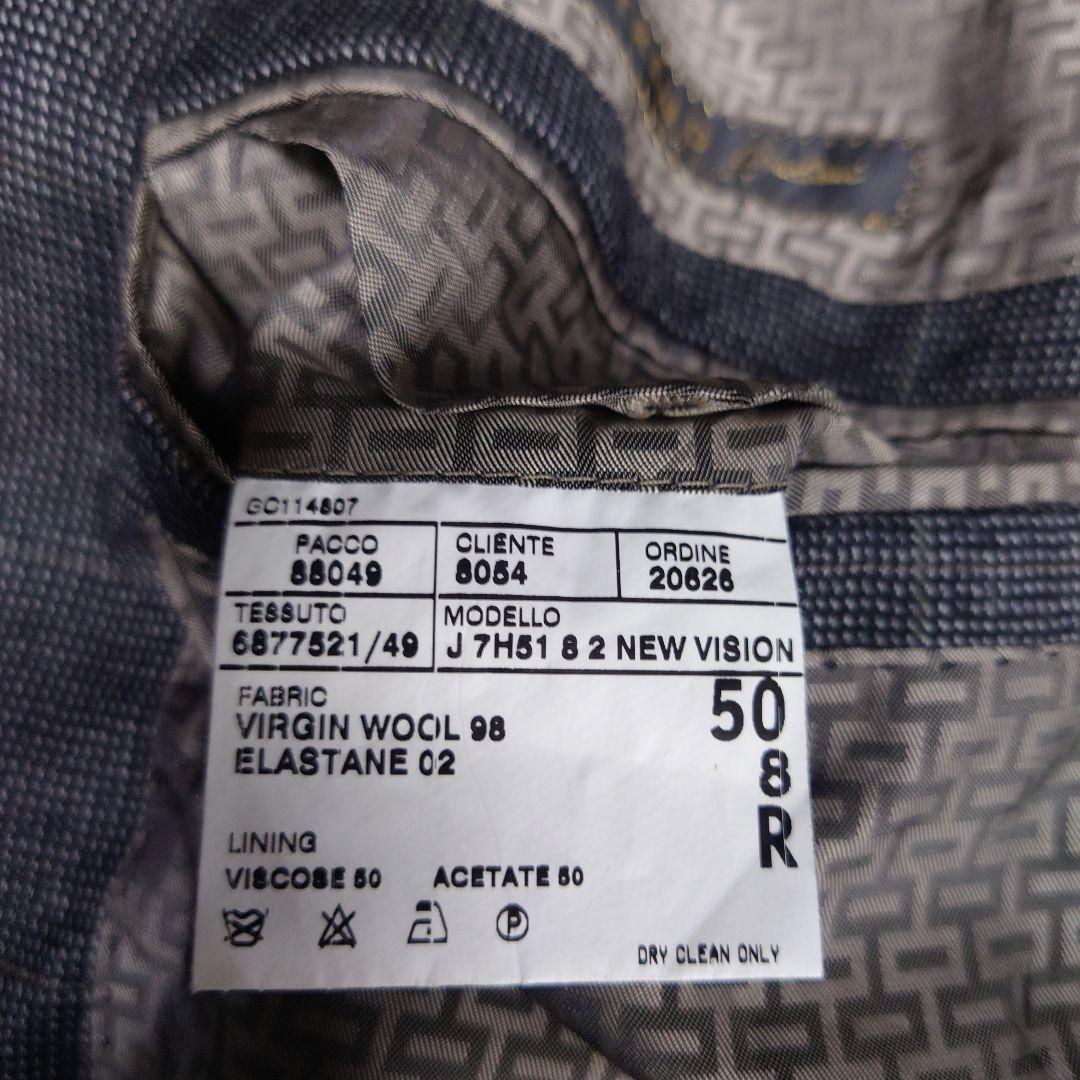 GC114807
PACCO
88049
CLIENTE
8054
ORDINE
20626
TESSUTO
6877521/49
MODELLO
J 7H51 8 2 NEW VISION
FABRIC
VIRGIN WOOL 98
ELASTANE 02
50
8
R
LINING
VISCOSE 50 ACETATE 50
P
DRY CLEAN ONLY